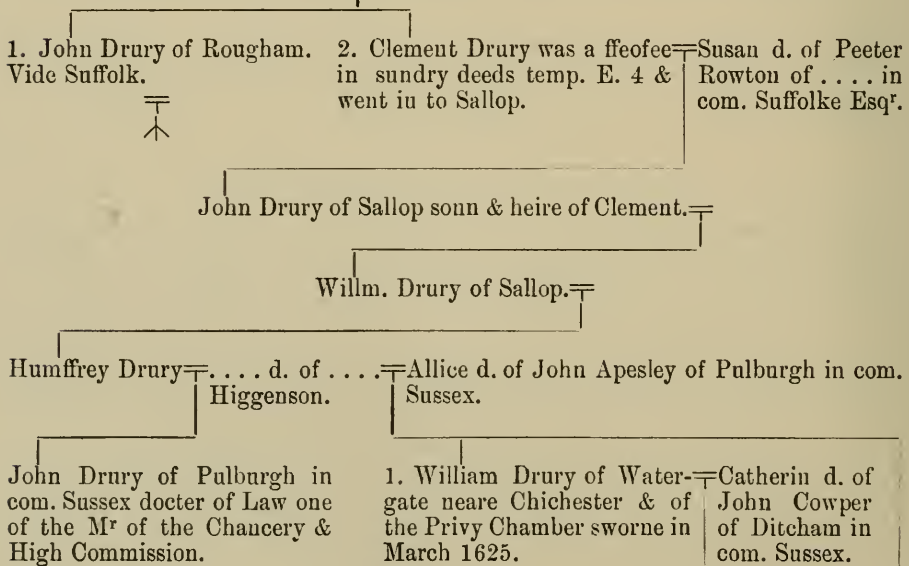 1. John Drury of Rougham.
Vide Suffolk.
2. Clement Drury was a ffeofee
in sundry deeds temp. E. 4 &
went in to Sallop.
Susan d. of Peeter
Rowton of . . . . in
com. Suffolke Esqʳ.
John Drury of Sallop sonn & heire of Clement.
Willm. Drury of Sallop.
Humffrey Drury
. . . . d. of . . . .
Higgenson.
Allice d. of John Apesley of Pulburgh in com.
Sussex.
John Drury of Pulburgh in
com. Sussex docter of Law one
of the Mʳ of the Chancery &
High Commission.
1. William Drury of Water-
gate neare Chichester & of
the Privy Chamber sworne in
March 1625.
Catherin d. of
John Cowper
of Ditcham in
com. Sussex.